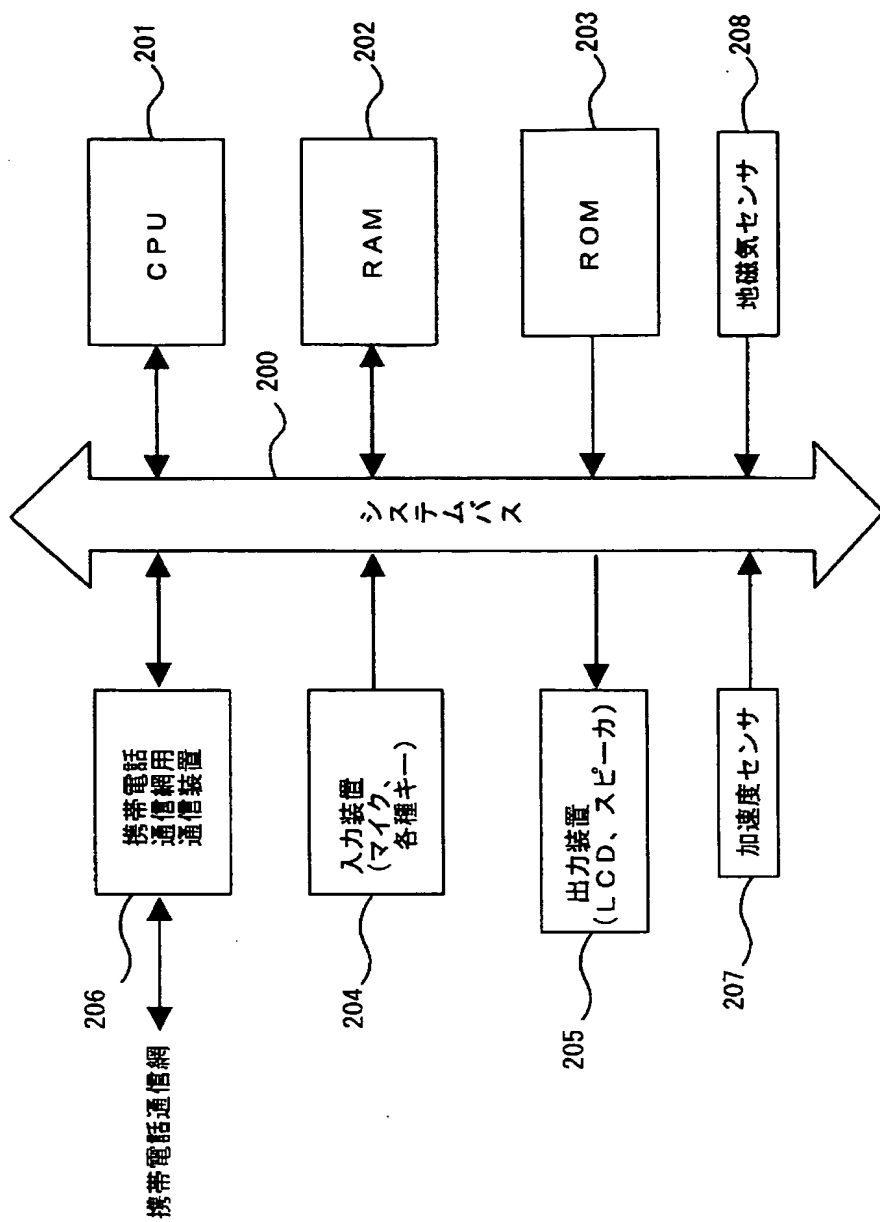 携帯電話通信網
206
携帯電話
通信網用
通信装置
204
入力装置
(マイク、
各種キー)
205
出力装置
(LCD、スピーカ)
207
加速度センサ
システムバス
200
CPU
201
RAM
202
ROM
203
地磁気センサ
208